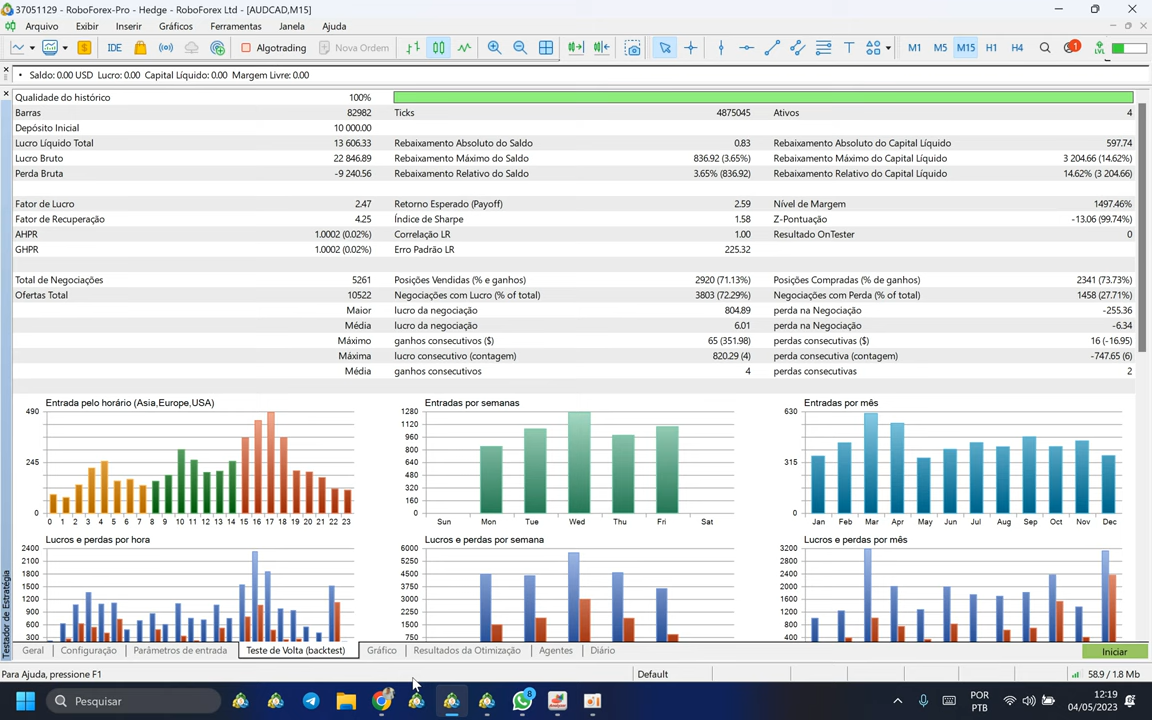 37051129 - RoboForex-Pro - Hedge - RoboForex Ltd - [AUDCAD,M15]
Arquivo Exibir Inserir Gráficos Ferramentas Janela Ajuda
IDE Algotrading Nova Ordem M1 M5 M15 H1 H4 1 LVL
• Saldo: 0.00 USD Lucro: 0.00 Capital Líquido: 0.00 Margem Livre: 0.00
Qualidade do histórico 100%
Barras 82982 Ticks 4875045 Ativos 4
Depósito Inicial 10 000.00
Lucro Líquido Total 13 606.33 Rebaixamento Absoluto do Saldo 0.83 Rebaixamento Absoluto do Capital Líquido 597.74
Lucro Bruto 22 846.89 Rebaixamento Máximo do Saldo 836.92 (3.65%) Rebaixamento Máximo do Capital Líquido 3 204.66 (14.62%)
Perda Bruta -9 240.56 Rebaixamento Relativo do Saldo 3.65% (836.92) Rebaixamento Relativo do Capital Líquido 14.62% (3 204.66)
Fator de Lucro 2.47 Retorno Esperado (Payoff) 2.59 Nível de Margem 1497.46%
Fator de Recuperação 4.25 Índice de Sharpe 1.58 Z-Pontuação -13.06 (99.74%)
AHPR 1.0002 (0.02%) Correlação LR 1.00 Resultado OnTester 0
GHPR 1.0002 (0.02%) Erro Padrão LR 225.32
Total de Negociações 5261 Posições Vendidas (% e ganhos) 2920 (71.13%) Posições Compradas (% de ganhos) 2341 (73.73%)
Ofertas Total 10522 Negociações com Lucro (% of total) 3803 (72.29%) Negociações com Perda (% of total) 1458 (27.71%)
Maior lucro da negociação 804.89 perda na Negociação -255.36
Média lucro da negociação 6.01 perda na Negociação -6.34
Máximo ganhos consecutivos ($) 65 (351.98) perdas consecutivas ($) 16 (-16.95)
Máxima lucro consecutivo (contagem) 820.29 (4) perda consecutiva (contagem) -747.65 (6)
Média ganhos consecutivos 4 perdas consecutivas 2
Entrada pelo horário (Asia,Europe,USA)
490
245
0
0 1 2 3 4 5 6 7 8 9 10 11 12 13 14 15 16 17 18 19 20 21 22 23
Entradas por semanas
1280
1120
960
800
640
480
320
160
0
Sun Mon Tue Wed Thu Fri Sat
Entradas por mês
630
315
0
Jan Feb Mar Apr May Jun Jul Aug Sep Oct Nov Dec
Lucros e perdas por hora
2400
2100
1800
1500
1200
900
600
300
Lucros e perdas por semana
6000
5250
4500
3750
3000
2250
1500
750
Lucros e perdas por mês
3200
2800
2400
2000
1600
1200
800
400
Testador de Estratégia
Geral Configuração Parâmetros de entrada Teste de Volta (backtest) Gráfico Resultados da Otimização Agentes Diário Iniciar
Para Ajuda, pressione F1 Default 58.9 / 1.8 Mb
Pesquisar 8 POR
PTB
12:19
04/05/2023